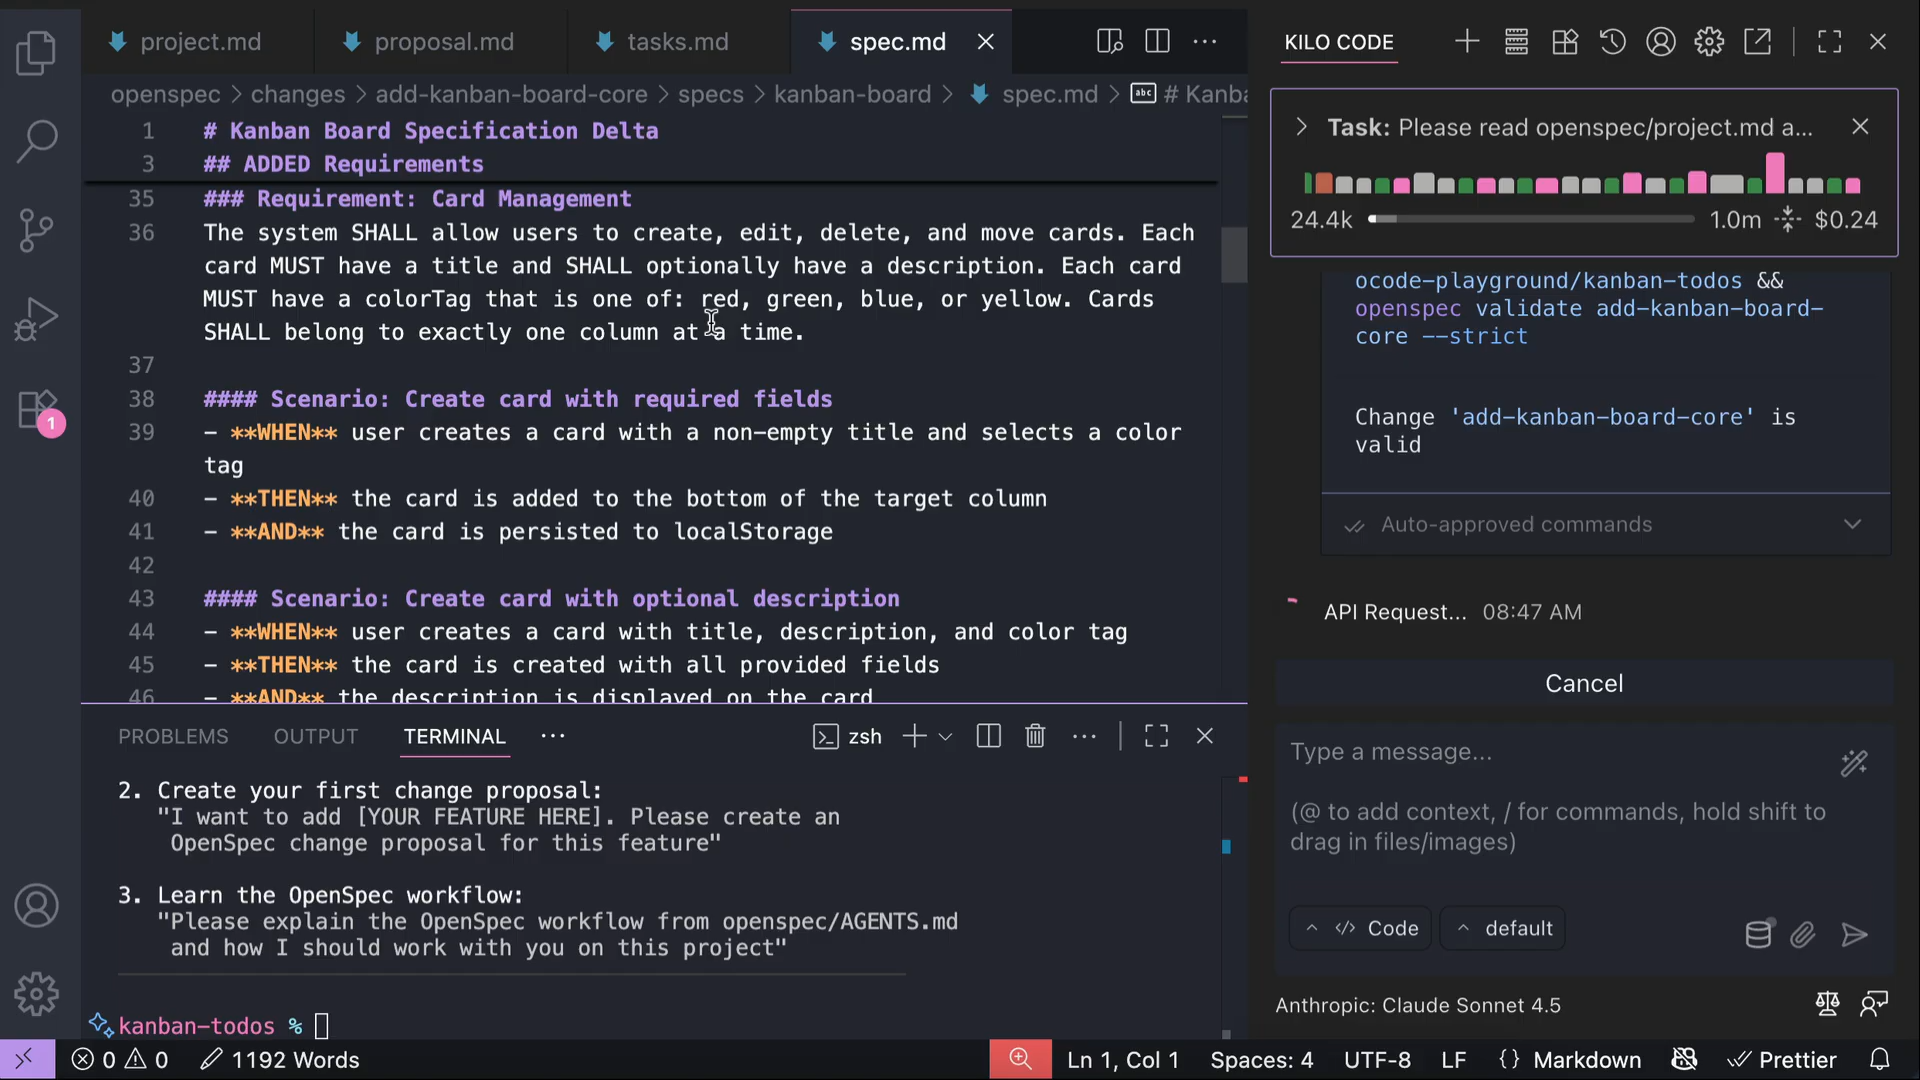 project.md
proposal.md
tasks.md
spec.md
openspec > changes > add-kanban-board-core > specs > kanban-board > spec.md > abc # Kanba
1 # Kanban Board Specification Delta
3 ## ADDED Requirements
35 ### Requirement: Card Management
36 The system SHALL allow users to create, edit, delete, and move cards. Each
card MUST have a title and SHALL optionally have a description. Each card
MUST have a colorTag that is one of: red, green, blue, or yellow. Cards
SHALL belong to exactly one column at a time.
37
38 #### Scenario: Create card with required fields
39 - **WHEN** user creates a card with a non-empty title and selects a color
tag
40 - **THEN** the card is added to the bottom of the target column
41 - **AND** the card is persisted to localStorage
42
43 #### Scenario: Create card with optional description
44 - **WHEN** user creates a card with title, description, and color tag
45 - **THEN** the card is created with all provided fields
46 - **AND** the description is displayed on the card
1
PROBLEMS OUTPUT TERMINAL ...
zsh
2. Create your first change proposal:
"I want to add [YOUR FEATURE HERE]. Please create an
OpenSpec change proposal for this feature"
3. Learn the OpenSpec workflow:
"Please explain the OpenSpec workflow from openspec/AGENTS.md
and how I should work with you on this project"
kanban-todos %
KILO CODE
Task: Please read openspec/project.md a...
24.4k 1.0m $0.24
ocode-playground/kanban-todos &&
openspec validate add-kanban-board-
core --strict
Change 'add-kanban-board-core' is
valid
Auto-approved commands
API Request... 08:47 AM
Cancel
Type a message...
(@ to add context, / for commands, hold shift to
drag in files/images)
</> Code
default
Anthropic: Claude Sonnet 4.5
0 0 1192 Words
Ln 1, Col 1 Spaces: 4 UTF-8 LF {} Markdown Prettier